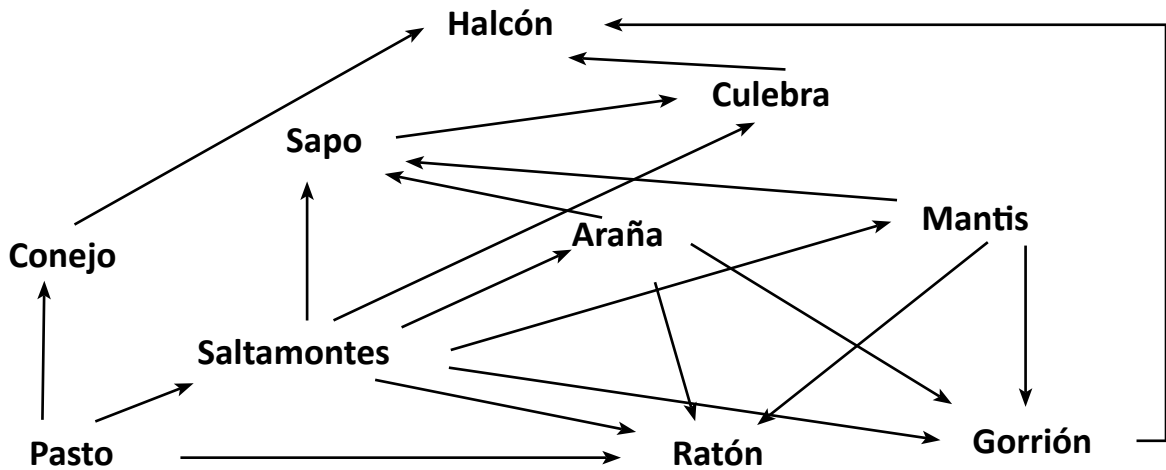 Halcón
Culebra
Sapo
Mantis
Araña
Conejo
Saltamontes
Pasto
Ratón
Gorrión